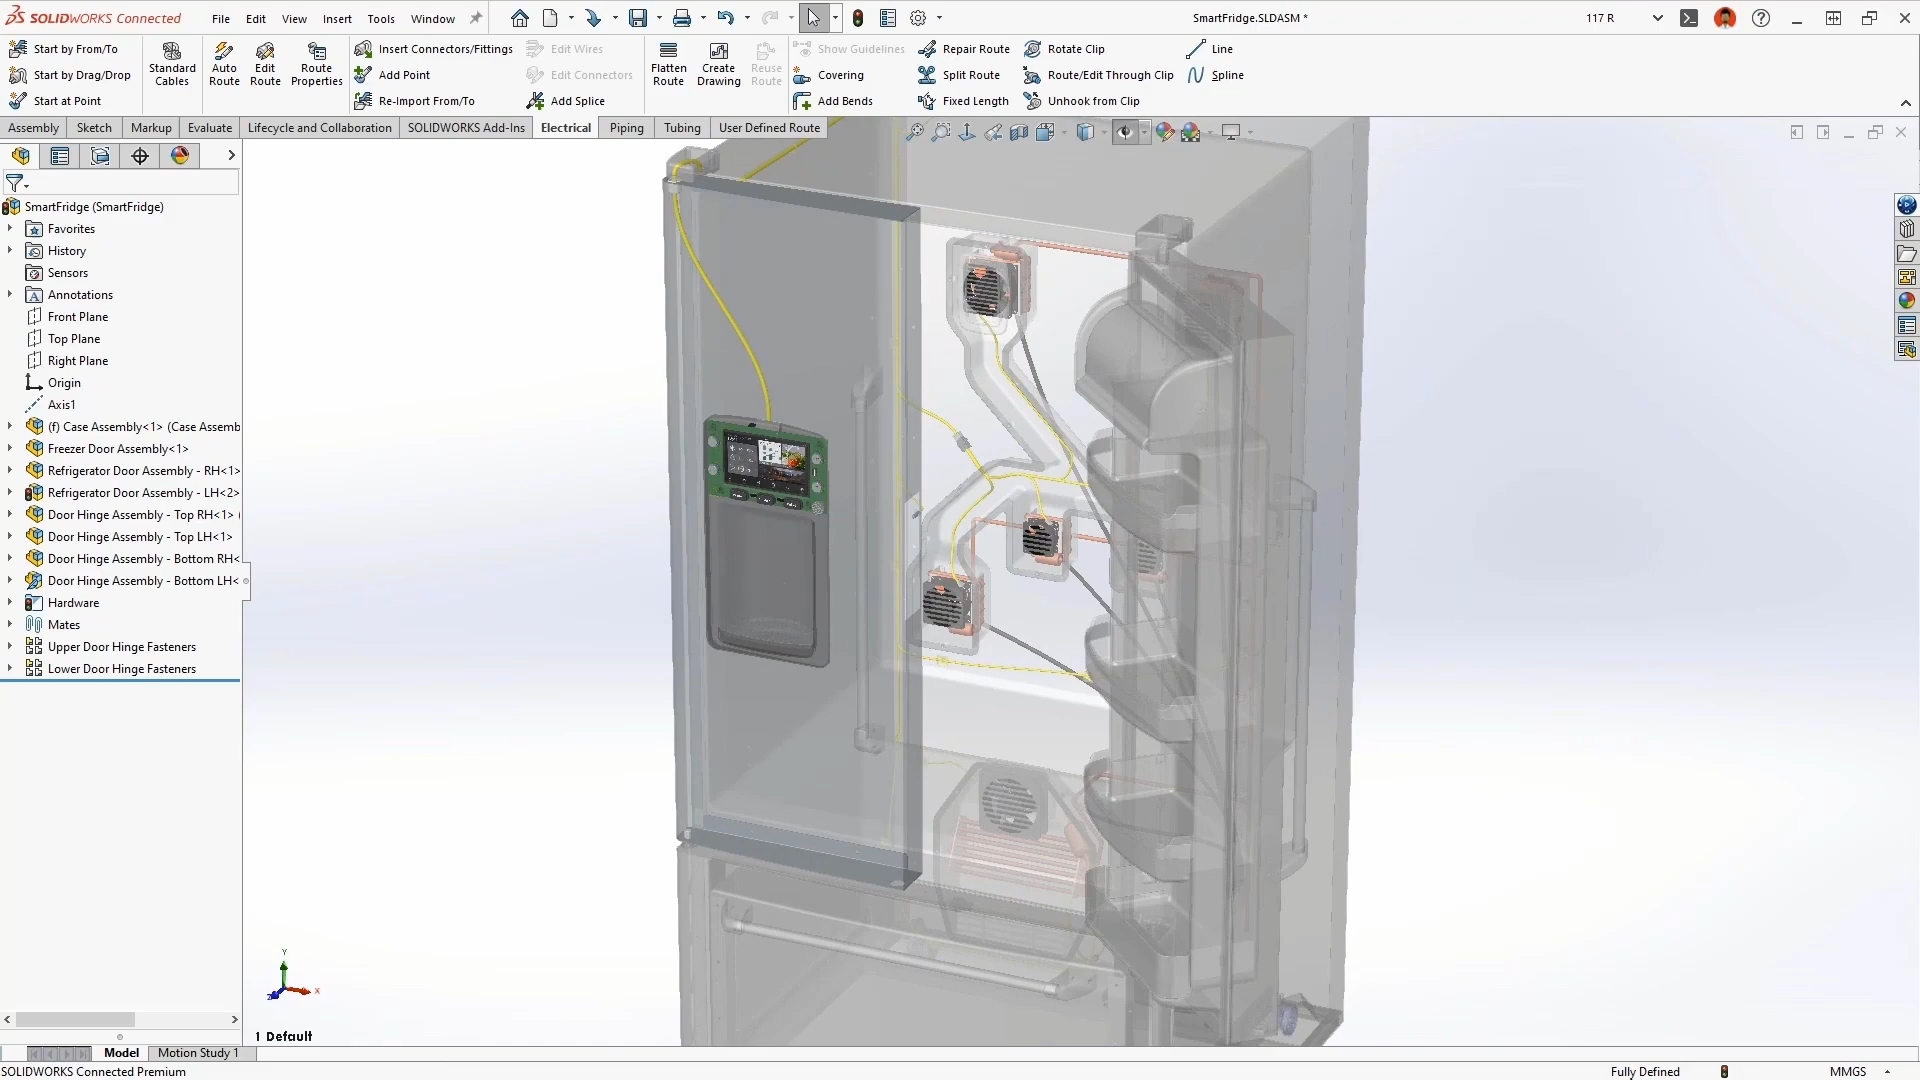 SOLIDWORKS Connected
File Edit View Insert Tools Window
SmartFridge.SLDASM *
117 R
Start by From/To
Start by Drag/Drop
Start at Point
Standard Cables
Auto Route
Edit Route
Route Properties
Insert Connectors/Fittings
Add Point
Re-Import From/To
Edit Wires
Edit Connectors
Add Splice
Flatten Route
Create Drawing
Reuse Route
Show Guidelines
Covering
Add Bends
Repair Route
Split Route
Fixed Length
Rotate Clip
Route/Edit Through Clip
Unhook from Clip
Line
Spline
Assembly Sketch Markup Evaluate Lifecycle and Collaboration SOLIDWORKS Add-Ins Electrical Piping Tubing User Defined Route
SmartFridge (SmartFridge)
Favorites
History
Sensors
Annotations
Front Plane
Top Plane
Right Plane
Origin
Axis1
(f) Case Assembly<1> (Case Assemb
Freezer Door Assembly<1>
Refrigerator Door Assembly - RH<1>
Refrigerator Door Assembly - LH<2>
Door Hinge Assembly - Top RH<1> (
Door Hinge Assembly - Top LH<1>
Door Hinge Assembly - Bottom RH<
Door Hinge Assembly - Bottom LH<
Hardware
Mates
Upper Door Hinge Fasteners
Lower Door Hinge Fasteners
Y
X
Z
1 Default
Model Motion Study 1
SOLIDWORKS Connected Premium
Fully Defined
MMGS